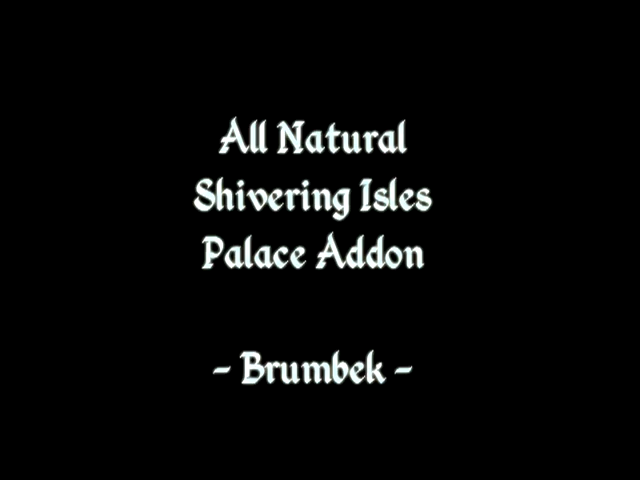 All Natural
Shivering Isles
Palace Addon
- Brumbek -